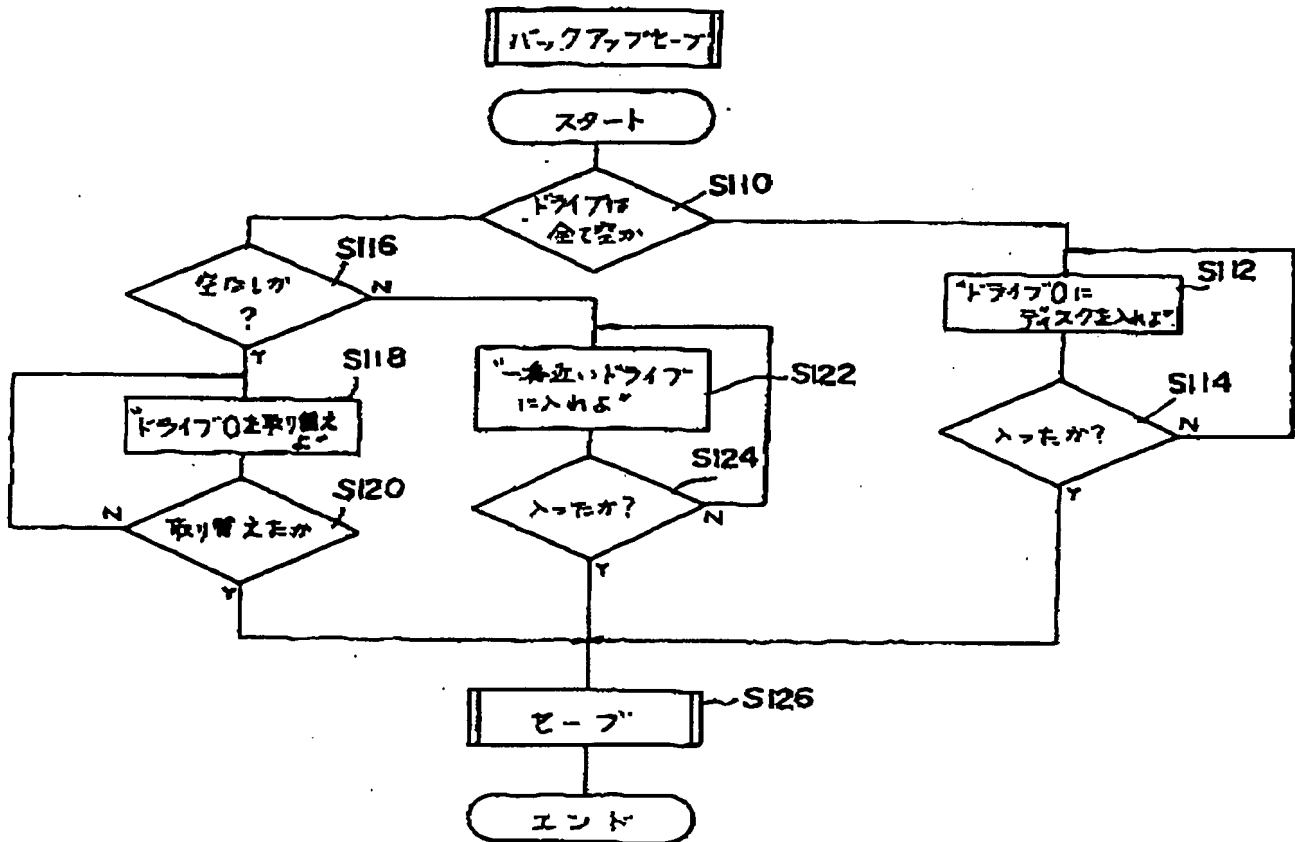 バックアップセーブ
スタート
ドライブは
全て空か
S110
空なしか
?
S116
N
Y
"ドライブ0を取り替え
よ"
S118
取り替えたか
S120
N
Y
"一番近いドライブ
に入れよ"
S122
入ったか?
S124
N
Y
"ドライブ0に
ディスクを入れよ"
S112
入ったか?
S114
N
Y
セーブ
S126
エンド